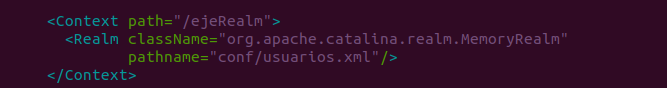 <Context path="/ejeRealm">
<Realm className="org.apache.catalina.realm.MemoryRealm"
pathname="conf/usuarios.xml"/>
</Context>